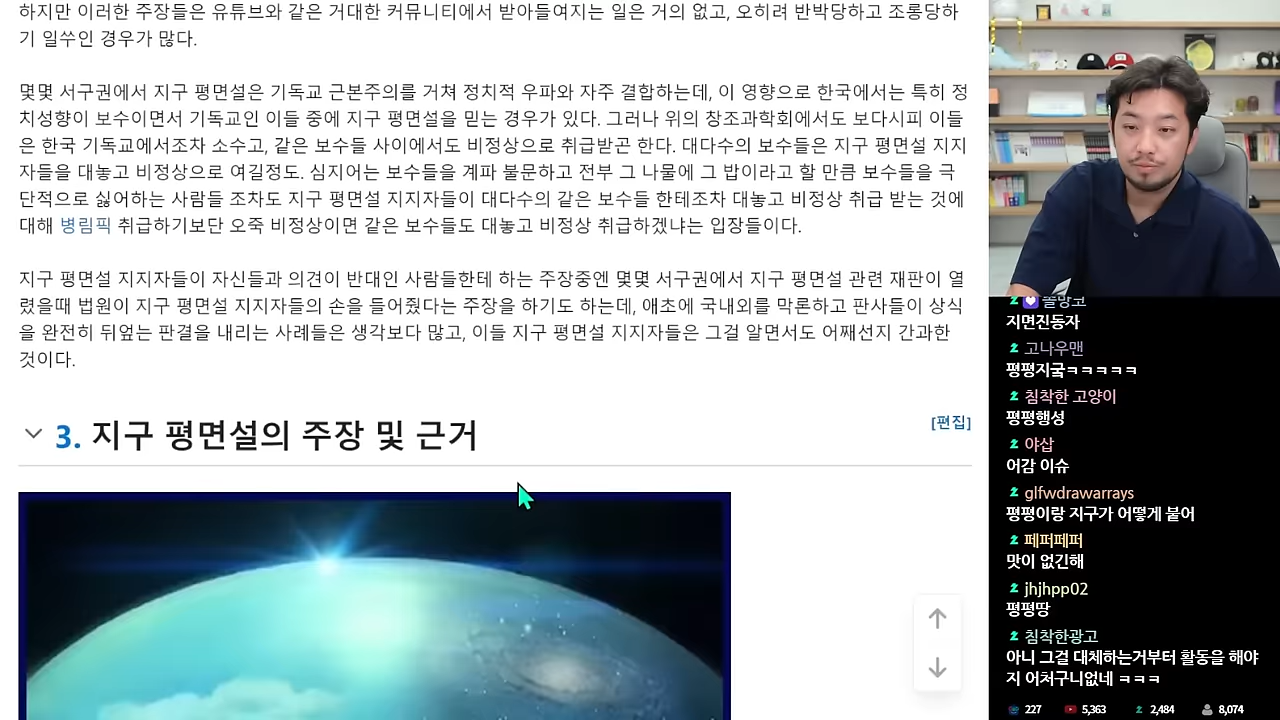 하지만 이러한 주장들은 유튜브와 같은 거대한 커뮤니티에서 받아들여지는 일은 거의 없고, 오히려 반박당하고 조롱당하
기 일쑤인 경우가 많다.
몇몇 서구권에서 지구 평면설은 기독교 근본주의를 거쳐 정치적 우파와 자주 결합하는데, 이 영향으로 한국에서는 특히 정
치성향이 보수이면서 기독교인 이들 중에 지구 평면설을 믿는 경우가 있다. 그러나 위의 창조과학회에서도 보다시피 이들
은 한국 기독교에서조차 소수고, 같은 보수들 사이에서도 비정상으로 취급받곤 한다. 대다수의 보수들은 지구 평면설 지지
자들을 대놓고 비정상으로 여길정도. 심지어는 보수들을 계파 불문하고 전부 그 나물에 그 밥이라고 할 만큼 보수들을 극
단적으로 싫어하는 사람들 조차도 지구 평면설 지지자들이 대다수의 같은 보수들 한테조차 대놓고 비정상 취급 받는 것에
대해 병림픽 취급하기보단 오죽 비정상이면 같은 보수들도 대놓고 비정상 취급하겠냐는 입장들이다.
지구 평면설 지지자들이 자신들과 의견이 반대인 사람들한테 하는 주장중엔 몇몇 서구권에서 지구 평면설 관련 재판이 열
렸을때 법원이 지구 평면설 지지자들의 손을 들어줬다는 주장을 하기도 하는데, 애초에 국내외를 막론하고 판사들이 상식
을 완전히 뒤엎는 판결을 내리는 사례들은 생각보다 많고, 이들 지구 평면설 지지자들은 그걸 알면서도 어째선지 간과한
것이다.
3. 지구 평면설의 주장 및 근거
[편집]
지면진동자
고나우맨
평평지굴ㅋㅋㅋㅋㅋ
침착한 고양이
평평행성
야삽
어감 이슈
glfwdrawarrays
평평이랑 지구가 어떻게 붙어
페퍼페퍼
맛이 없긴해
jhjhpp02
평평땅
침착한광고
아니 그걸 대체하는거부터 활동을 해야
지 어처구니없네 ㅋㅋㅋ
227 5,363 2,484 8,074